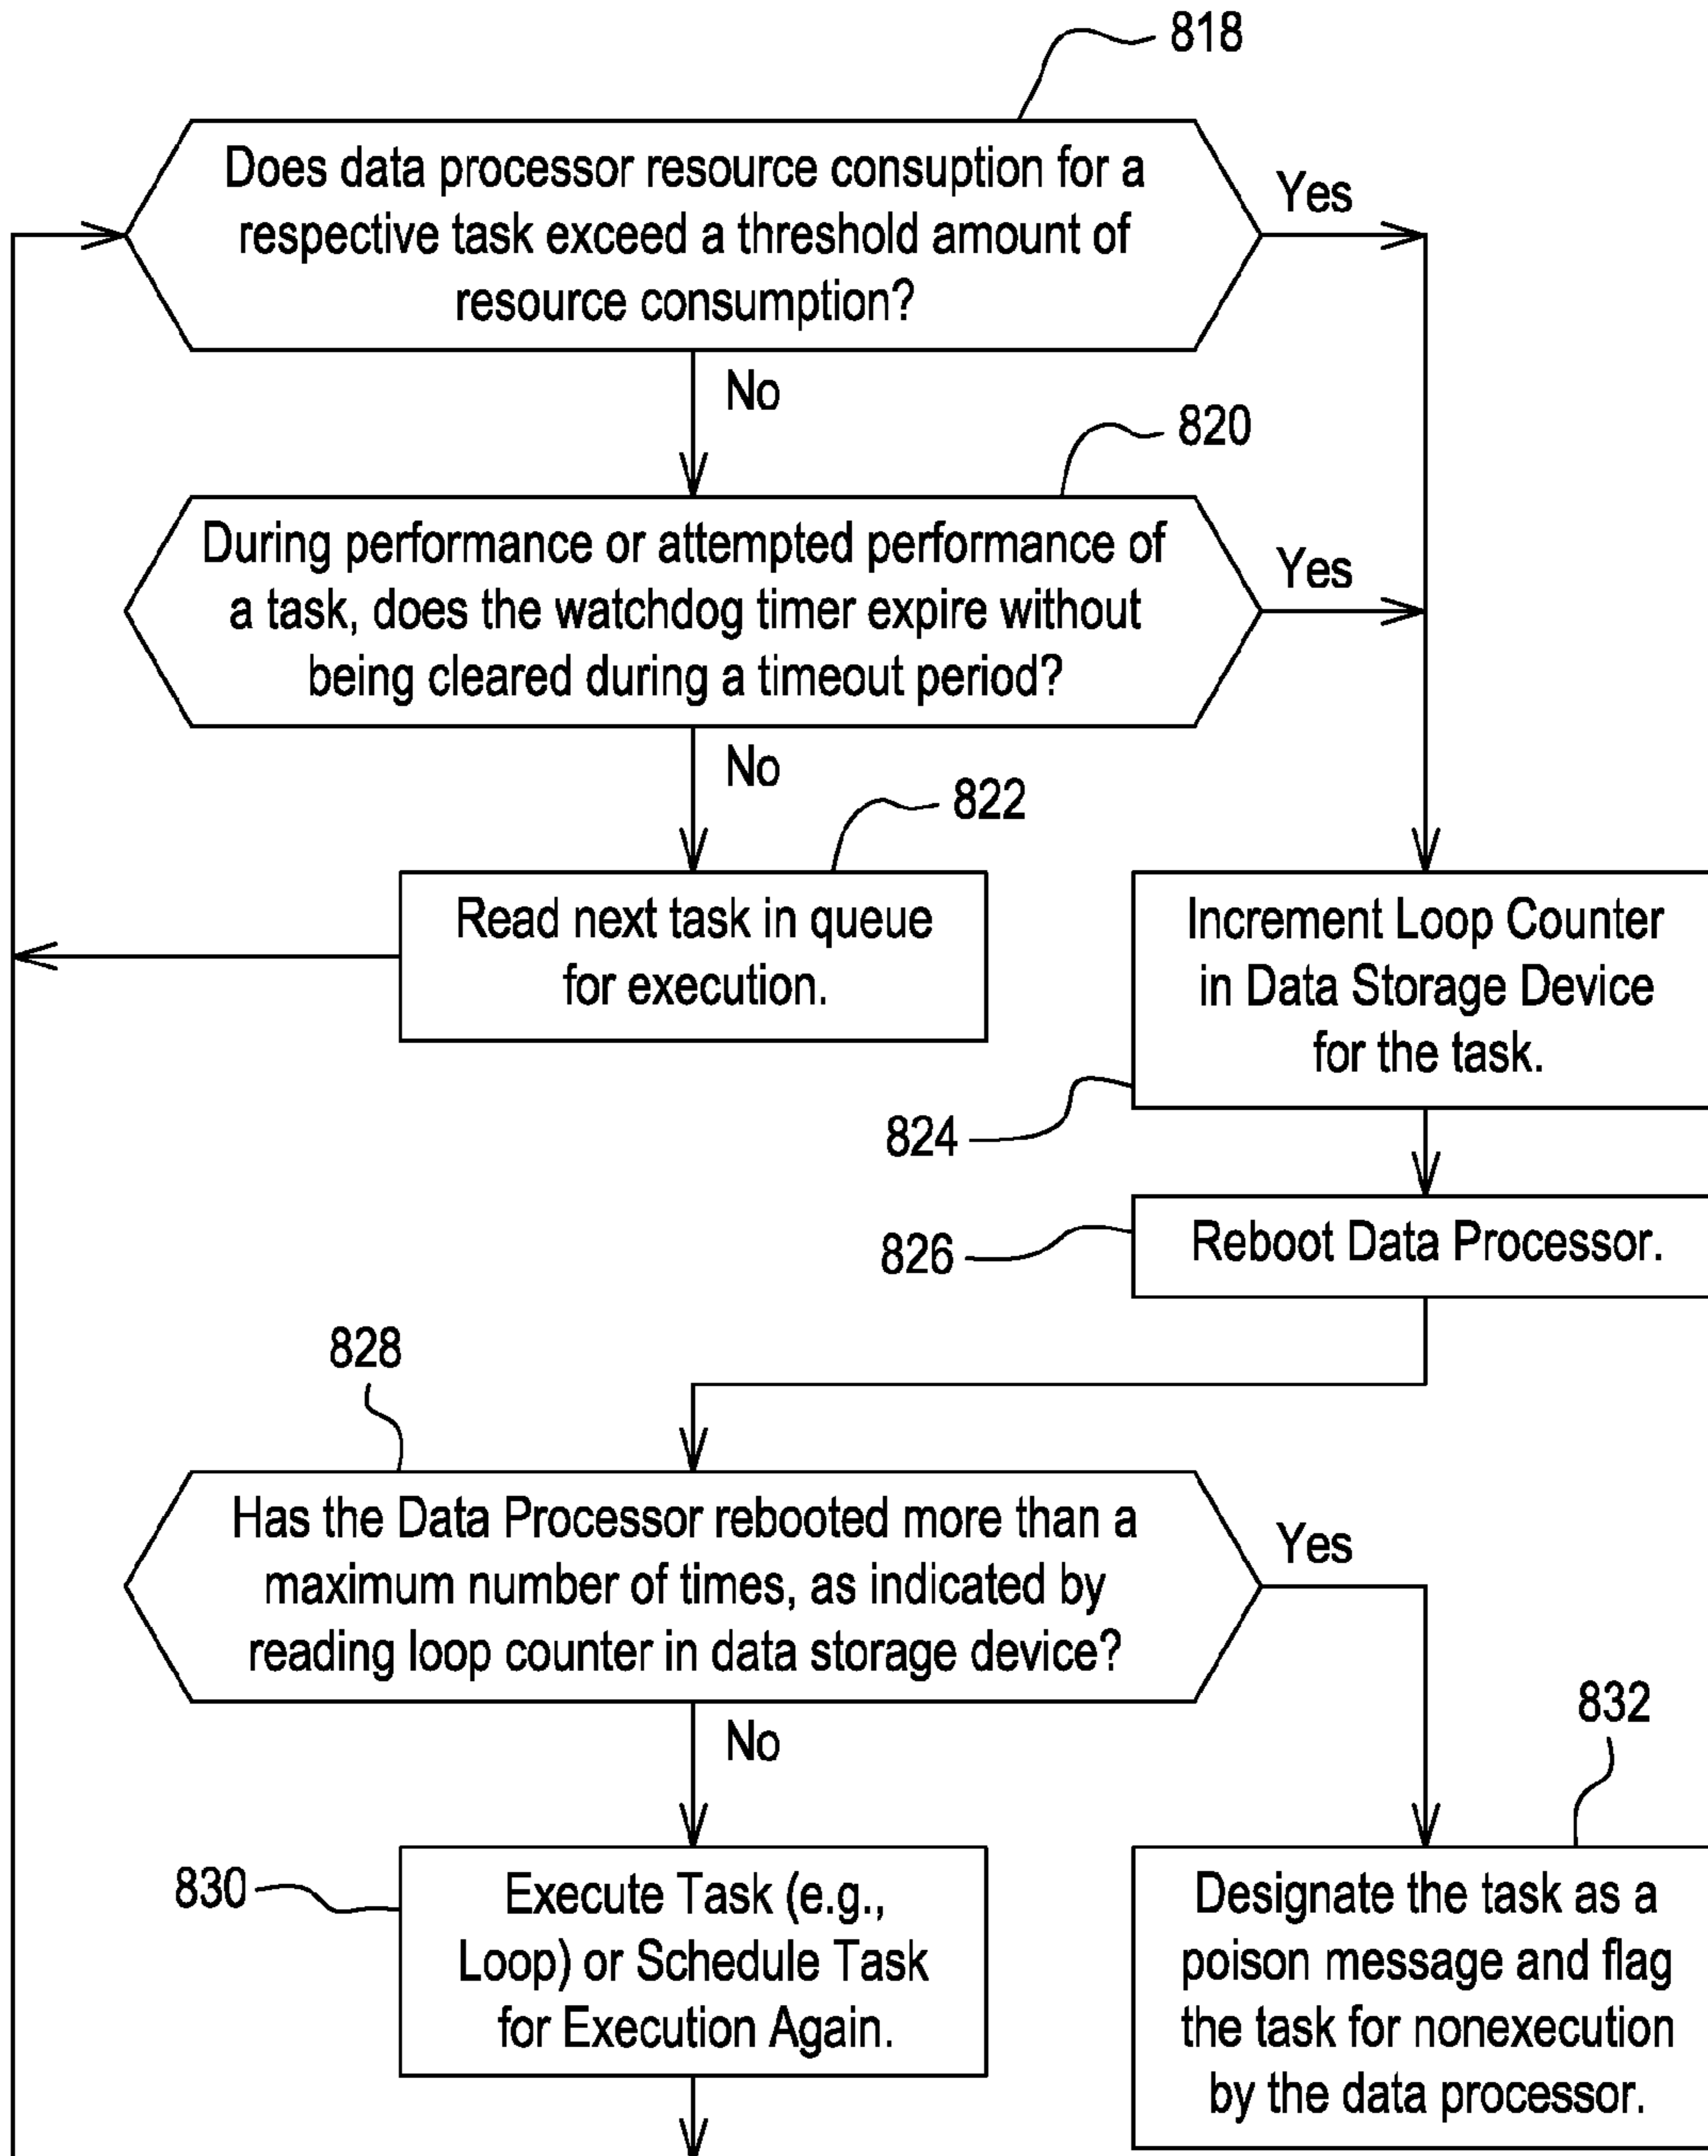 818
Does data processor resource consuption for a
respective task exceed a threshold amount of
resource consumption?
Yes
No
820
During performance or attempted performance of
a task, does the watchdog timer expire without
being cleared during a timeout period?
Yes
No
822
Read next task in queue
for execution.
Increment Loop Counter
in Data Storage Device
for the task.
824
826
Reboot Data Processor.
828
Has the Data Processor rebooted more than a
maximum number of times, as indicated by
reading loop counter in data storage device?
Yes
No
832
830
Execute Task (e.g.,
Loop) or Schedule Task
for Execution Again.
Designate the task as a
poison message and flag
the task for nonexecution
by the data processor.